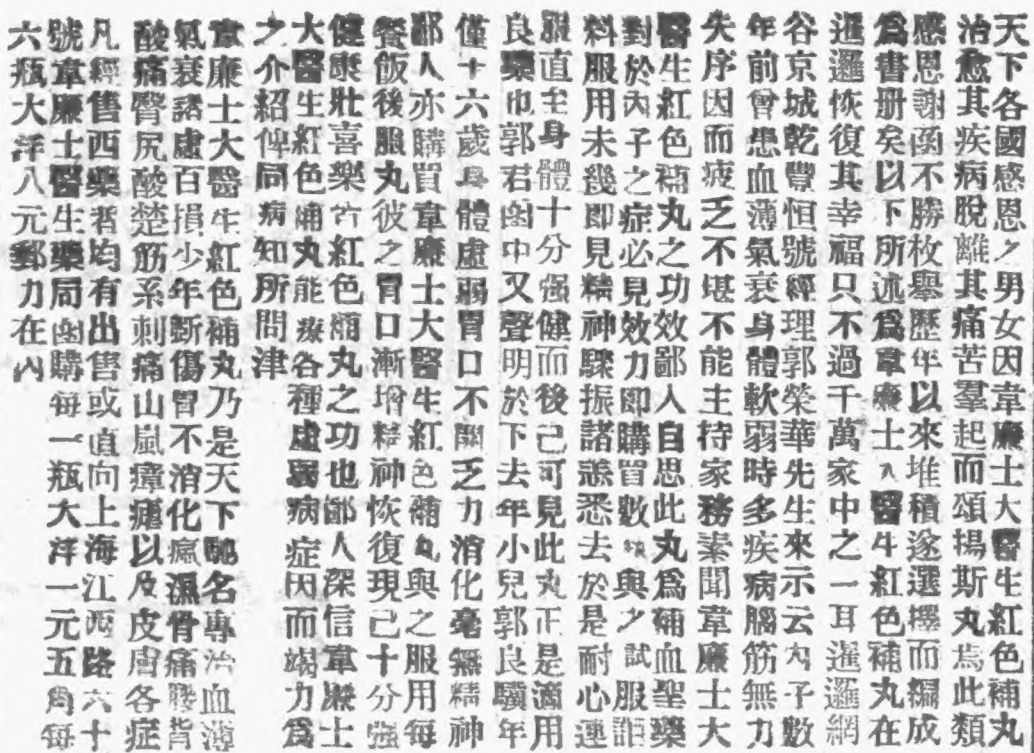 天下各國感恩之男女因韋廉士大醫生紅色補丸
治愈其疾病脫離其痛苦羣起而頌揚斯丸焉此類
感恩謝函不勝枚舉歷年以來堆積遂選擇而編成
爲書册矣以下所述爲韋廉士大醫生紅色補丸在
暹邏恢復其幸福只不過千萬家中之一耳暹邏網
谷京城乾豐恒號經理郭榮華先生來示云內子數
年前曾患血薄氣衰身體軟弱時多疾病腦筋無力
失序因而疲乏不堪不能主持家務素聞韋廉士大
醫生紅色補丸之功效鄙人自思此丸爲補血聖藥
對於內子之症必見效力即購買數瓶與之試服詎
料服用未幾即見精神驟振諸恙悉去於是耐心連
服直至身體十分强健而後已可見此丸正是適用
良藥也郭君函中又聲明於下去年小兒郭良驥年
僅十六歲具體虛弱胃口不開乏力消化毫無精神
鄙人亦購買韋廉士大醫生紅色補丸與之服用每
餐飯後服丸彼之胃口漸增精神恢復現已十分强
健康壯喜樂皆紅色補丸之功也鄙人深信韋廉士
大醫生紅色補丸能療各種虛弱病症因而竭力爲
之介紹俾同病知所問津
韋廉士大醫生紅色補丸乃是天下馳名專治血薄
氣衰諸虛百損少年斲傷胃不消化瘋濕骨痛腰背
酸痛臀尻酸楚筋系刺痛山嵐瘴瘧以及皮膚各症
凡經售西藥者均有出售或直向上海江西路六十
號韋廉士醫生藥局函購每一瓶大洋一元五角每
六瓶大洋八元郵力在內